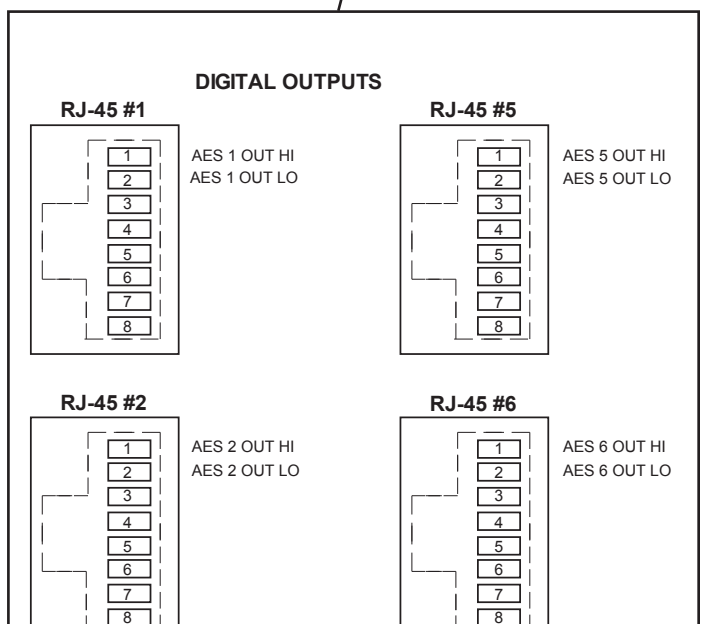 DIGITAL OUTPUTS
RJ-45 #1
1 AES 1 OUT HI
2 AES 1 OUT LO
3
4
5
6
7
8
RJ-45 #5
1 AES 5 OUT HI
2 AES 5 OUT LO
3
4
5
6
7
8
RJ-45 #2
1 AES 2 OUT HI
2 AES 2 OUT LO
3
4
5
6
7
8
RJ-45 #6
1 AES 6 OUT HI
2 AES 6 OUT LO
3
4
5
6
7
8